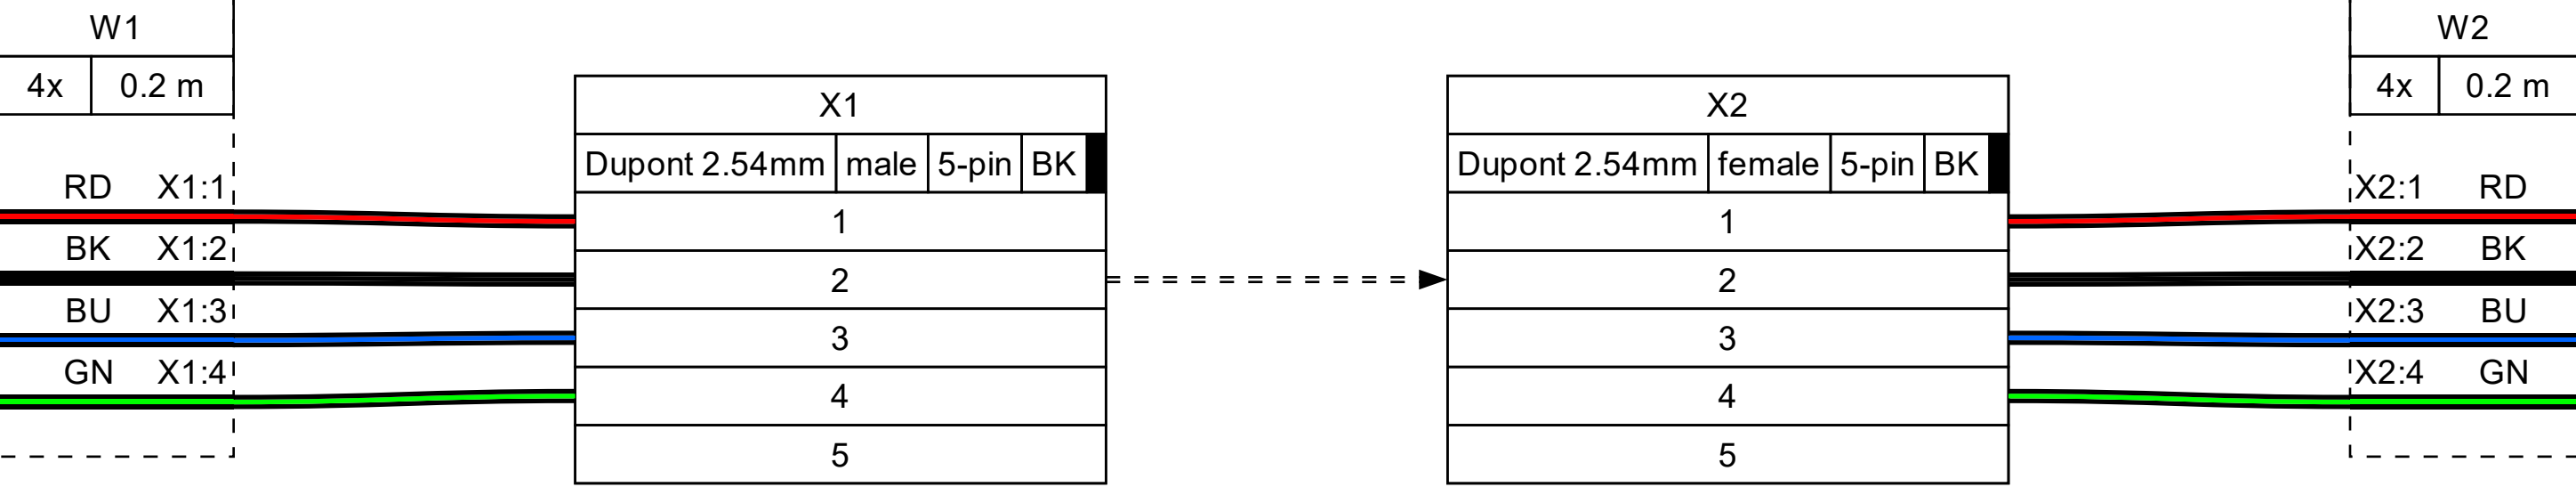 W1
4x 0.2 m
RD X1:1
BK X1:2
BU X1:3
GN X1:4
X1
Dupont 2.54mm male 5-pin BK
1
2
3
4
5
X2
Dupont 2.54mm female 5-pin BK
1
2
3
4
5
W2
4x 0.2 m
X2:1 RD
X2:2 BK
X2:3 BU
X2:4 GN